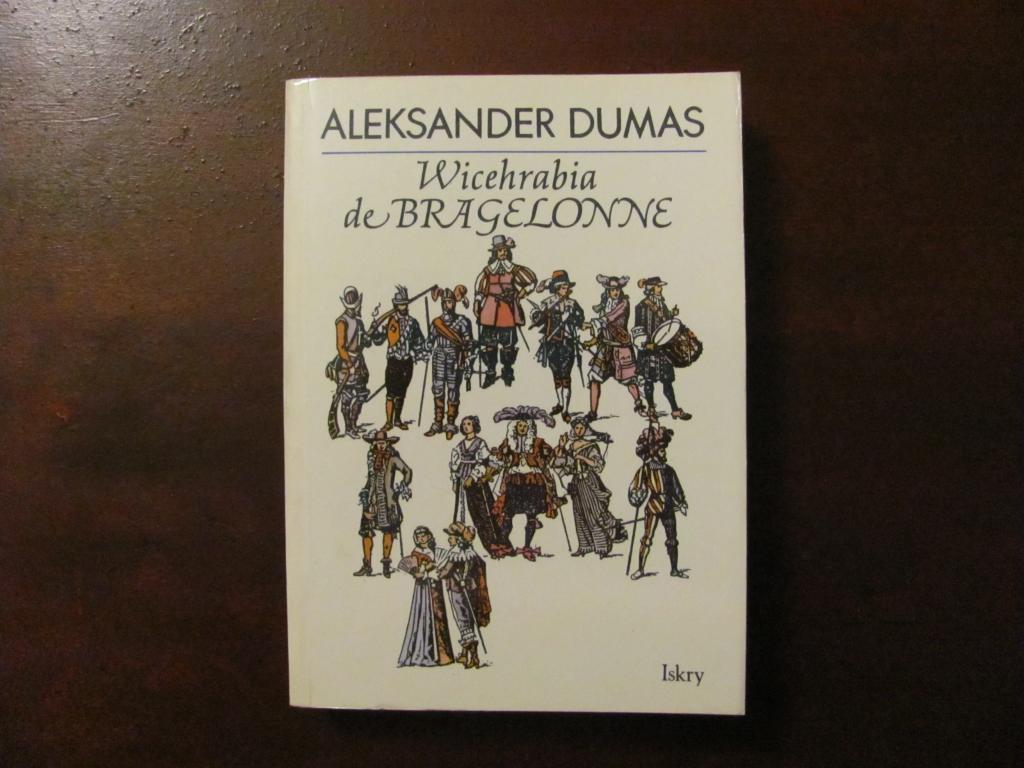 ALEKSANDER DUMAS
Wicehrabia
de BRAGELONNE
Iskry